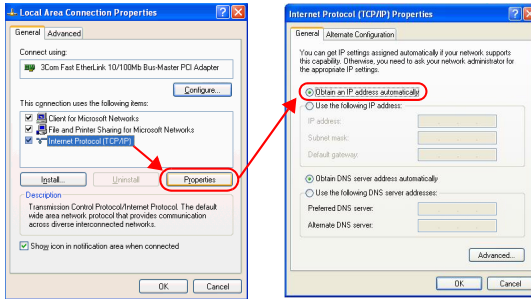 Local Area Connection Properties
General
Advanced
Connect using:
3Com Fast EtherLink 10/100Mb Bus-Master PCI Adapter
Configure...
This connection uses the following items:
Client for Microsoft Networks
File and Printer Sharing for Microsoft Networks
Internet Protocol (TCP/IP)
Install...
Uninstall
Properties
Description
Transmission Control Protocol/Internet Protocol. The default
wide area network protocol that provides communication
across diverse interconnected networks.
Show icon in notification area when connected
OK
Cancel
Internet Protocol (TCP/IP) Properties
General
Alternate Configuration
You can get IP settings assigned automatically if your network supports
this capability. Otherwise, you need to ask your network administrator for
the appropriate IP settings.
Obtain an IP address automatically
Use the following IP address:
IP address:
Subnet mask:
Default gateway:
Obtain DNS server address automatically
Use the following DNS server addresses:
Preferred DNS server:
Alternate DNS server:
Advanced...
OK
Cancel